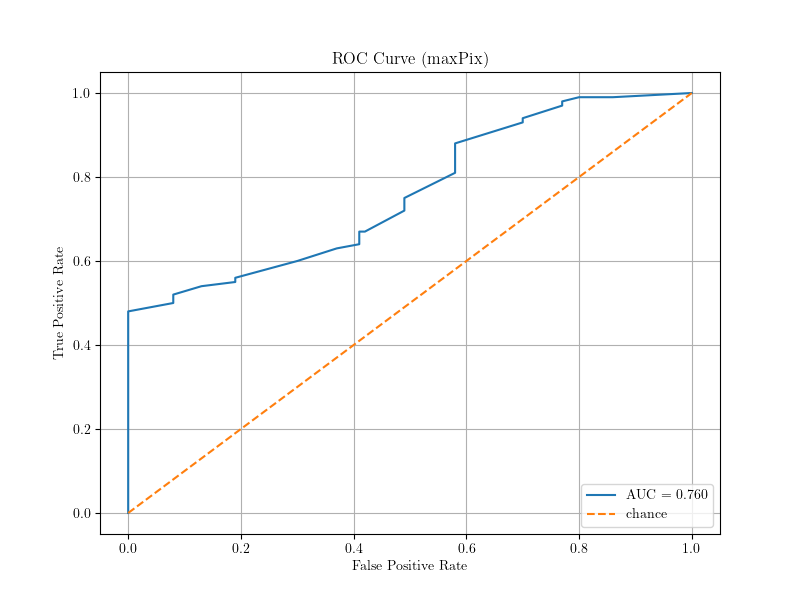 ROC Curve (maxPix)
True Positive Rate
1.0
0.8
0.6
0.4
0.2
0.0
AUC = 0.760
chance
0.0 0.2 0.4 0.6 0.8 1.0
False Positive Rate